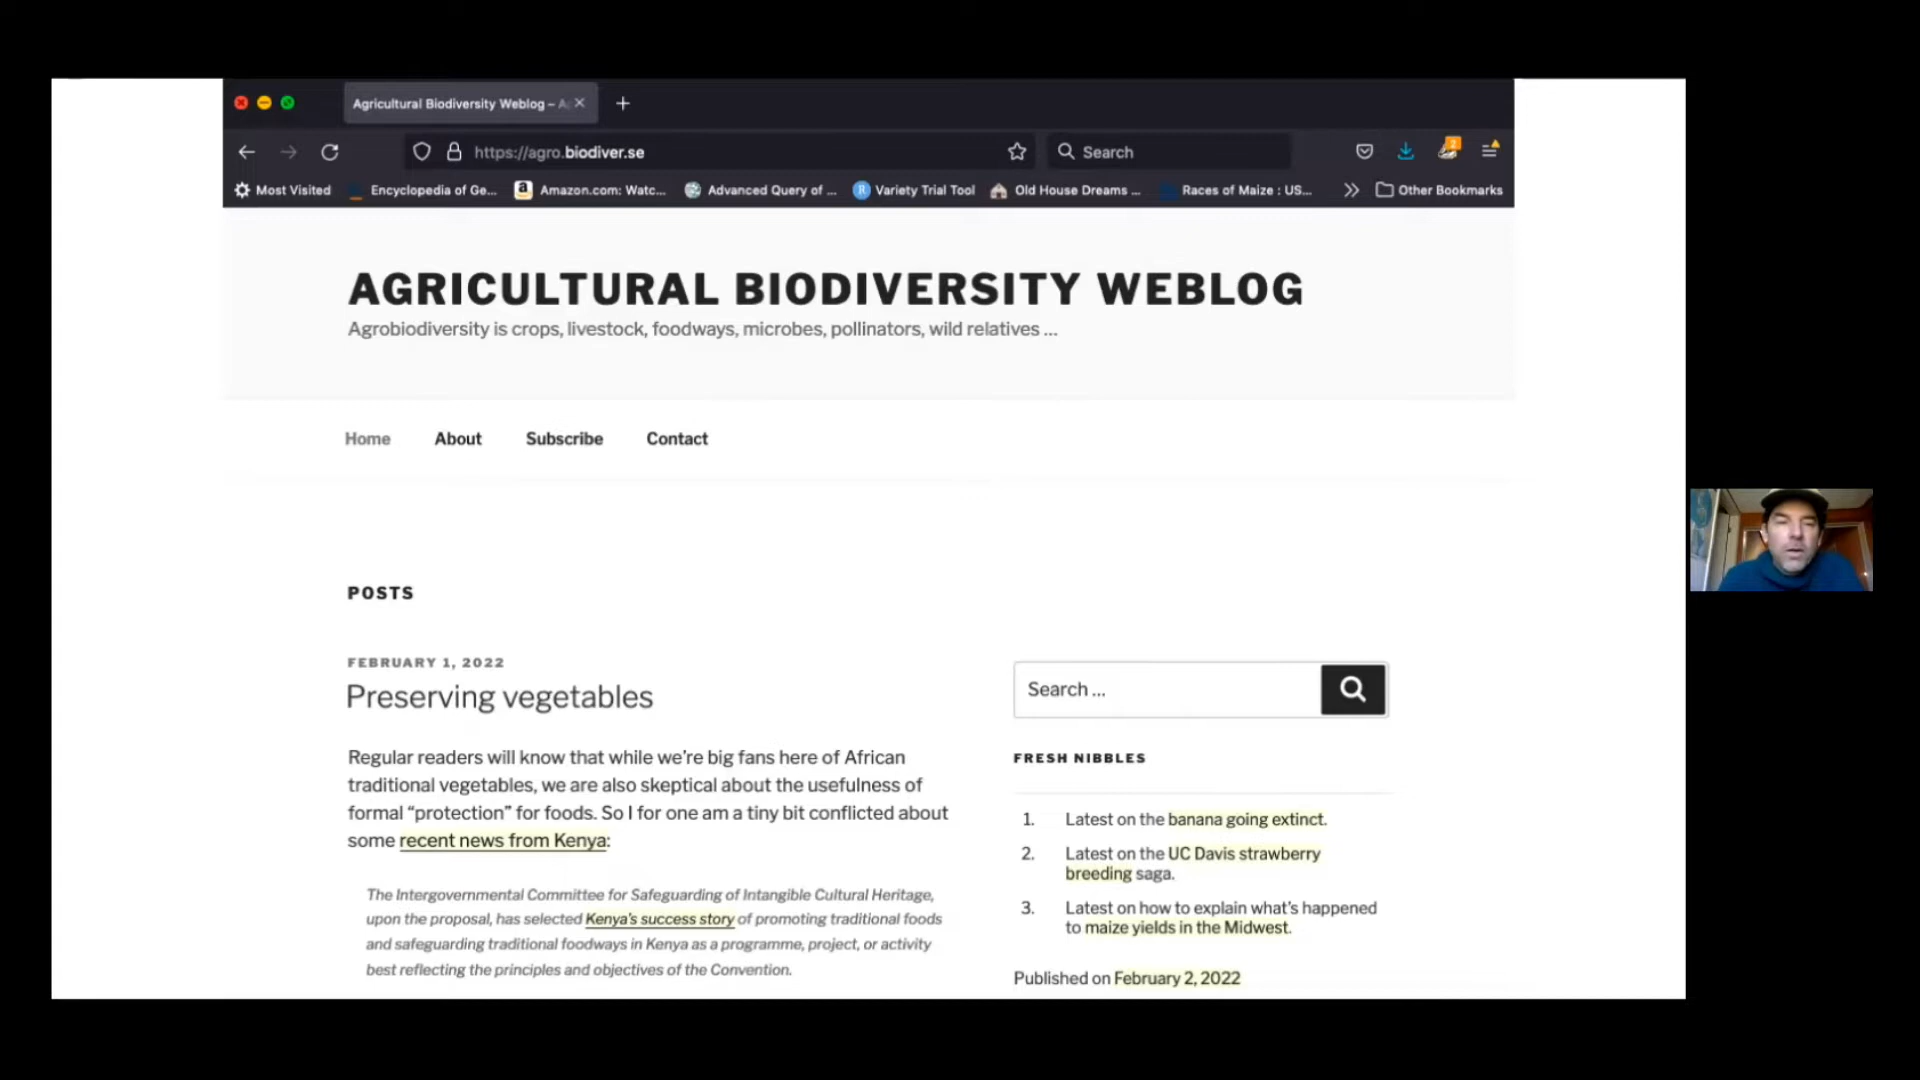 Agricultural Biodiversity Weblog – A
https://agro.biodiver.se
Search
Most Visited
Encyclopedia of Ge...
Amazon.com: Watc...
Advanced Query of ...
Variety Trial Tool
Old House Dreams ...
Races of Maize : US...
Other Bookmarks
AGRICULTURAL BIODIVERSITY WEBLOG
Agrobiodiversity is crops, livestock, foodways, microbes, pollinators, wild relatives ...
Home About Subscribe Contact
POSTS
FEBRUARY 1, 2022
Preserving vegetables
Regular readers will know that while we’re big fans here of African
traditional vegetables, we are also skeptical about the usefulness of
formal “protection” for foods. So I for one am a tiny bit conflicted about
some recent news from Kenya:
The Intergovernmental Committee for Safeguarding of Intangible Cultural Heritage,
upon the proposal, has selected Kenya’s success story of promoting traditional foods
and safeguarding traditional foodways in Kenya as a programme, project, or activity
best reflecting the principles and objectives of the Convention.
Search ...
FRESH NIBBLES
1. Latest on the banana going extinct.
2. Latest on the UC Davis strawberry
breeding saga.
3. Latest on how to explain what’s happened
to maize yields in the Midwest.
Published on February 2, 2022